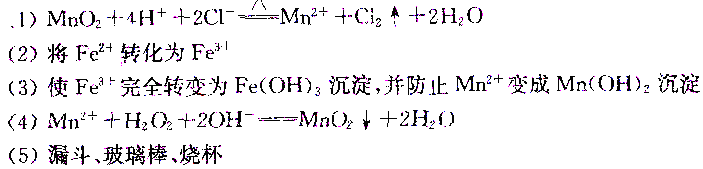 (1) MnO₂+4H⁺+2Cl⁻══△══Mn²⁺+Cl₂↑+2H₂O
(2) 将 Fe²⁺ 转化为 Fe³⁺
(3) 使 Fe³⁺ 完全转变为 Fe(OH)₃ 沉淀,并防止 Mn²⁺ 变成 Mn(OH)₂ 沉淀
(4) Mn²⁺+H₂O₂+2OH⁻══MnO₂↓+2H₂O
(5) 漏斗、玻璃棒、烧杯